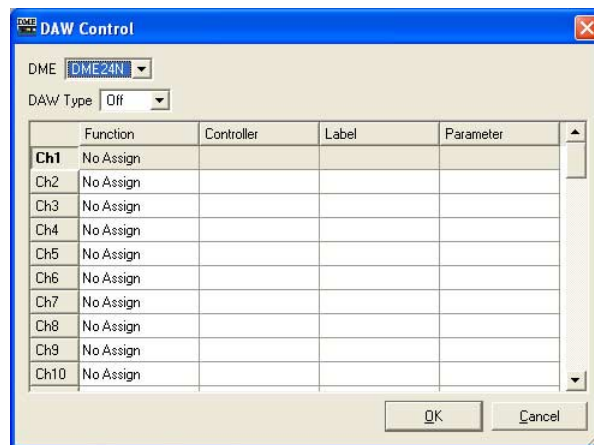 DME DAW Control
DME DME24N
DAW Type Off
Function Controller Label Parameter
Ch1 No Assign
Ch2 No Assign
Ch3 No Assign
Ch4 No Assign
Ch5 No Assign
Ch6 No Assign
Ch7 No Assign
Ch8 No Assign
Ch9 No Assign
Ch10 No Assign
OK Cancel